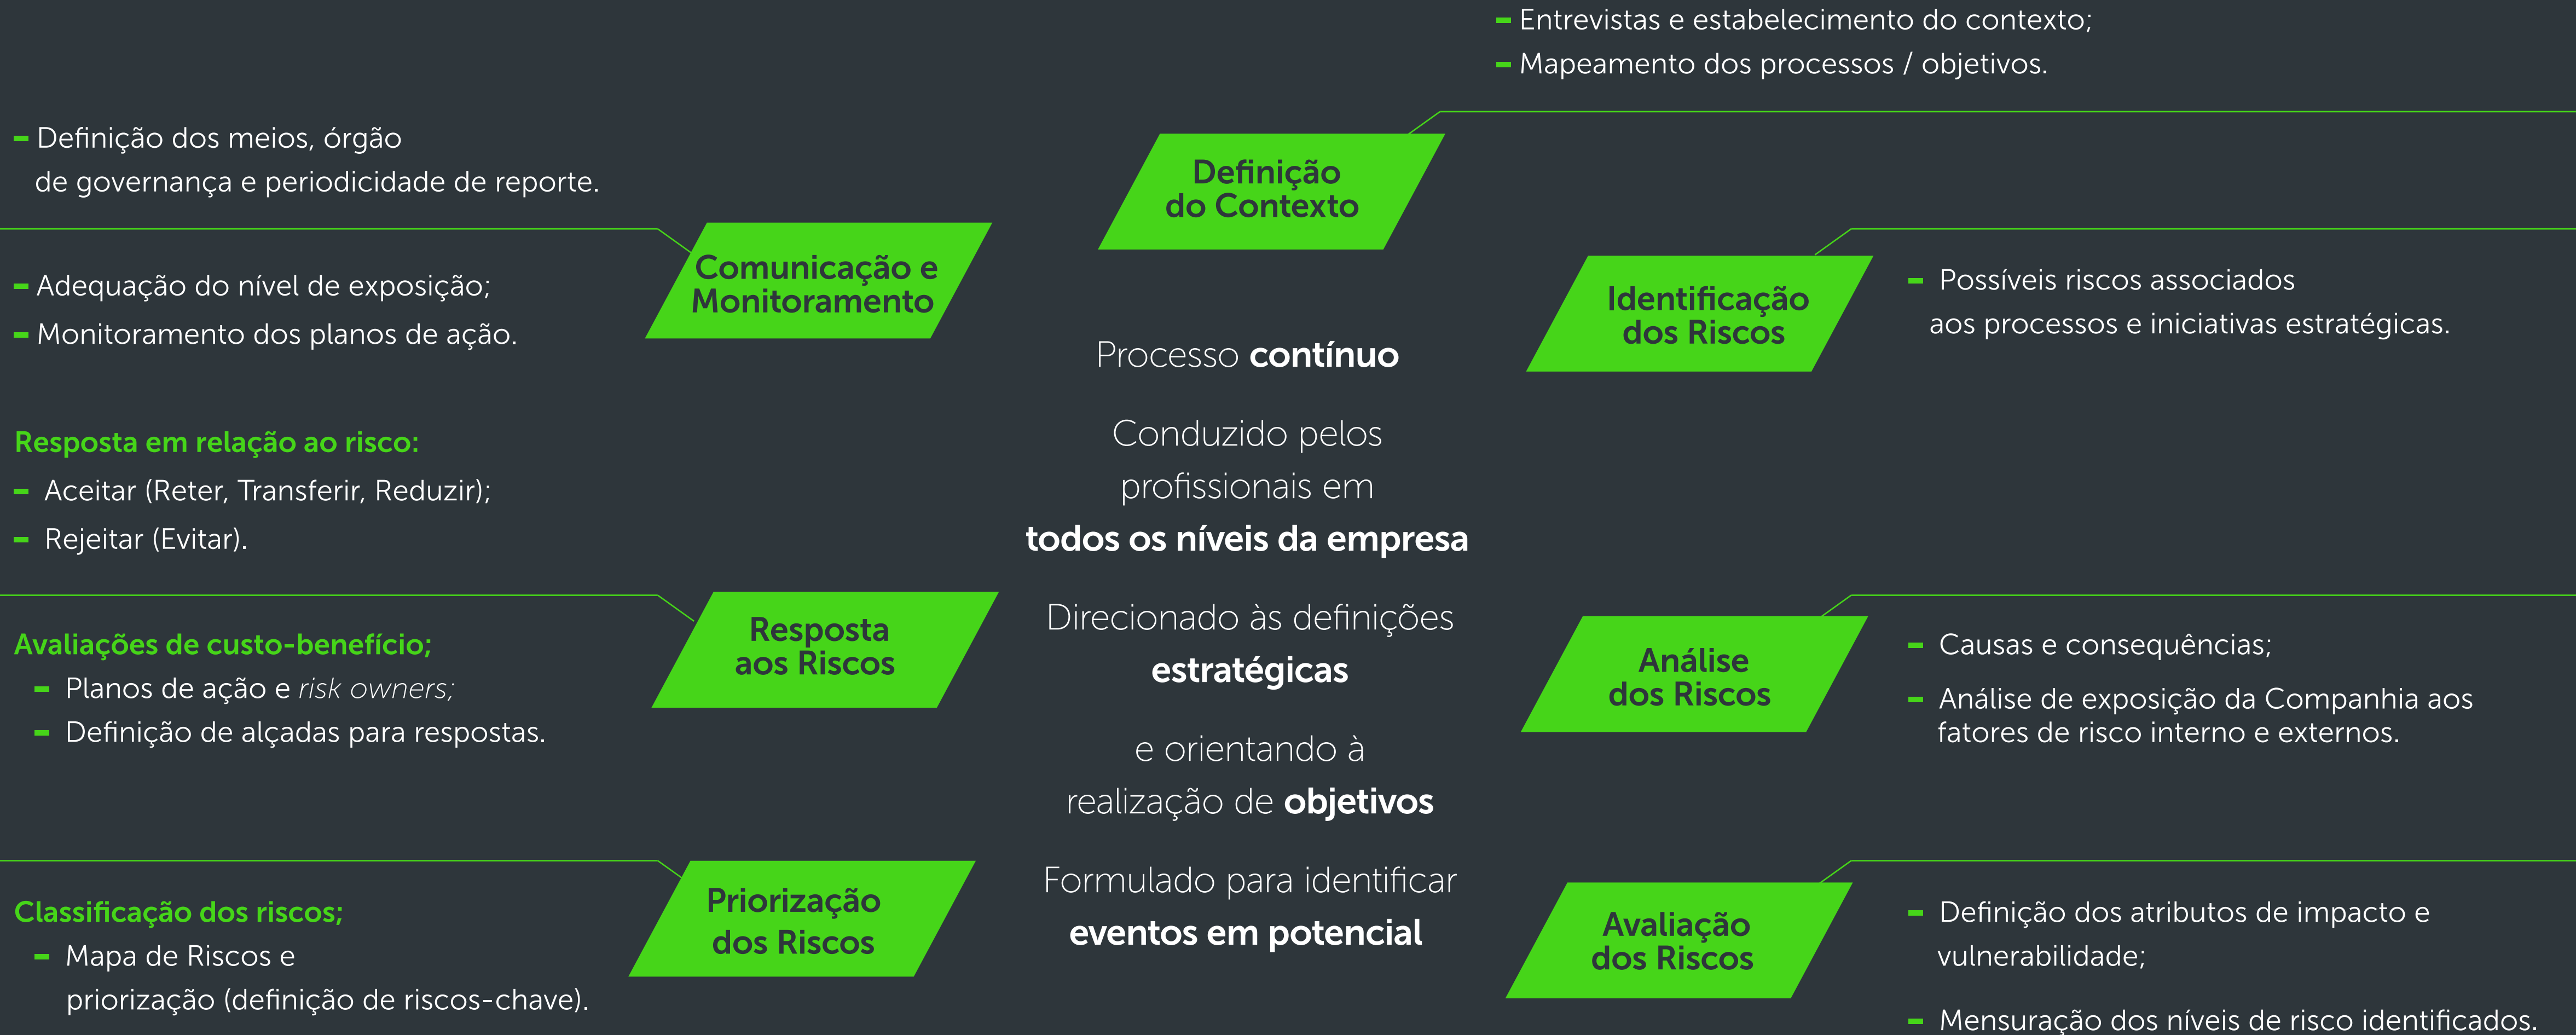 – Entrevistas e estabelecimento do contexto;
– Mapeamento dos processos / objetivos.
Definição
do Contexto
– Possíveis riscos associados
aos processos e iniciativas estratégicas.
Identificação
dos Riscos
– Causas e consequências;
– Análise de exposição da Companhia aos
fatores de risco interno e externos.
Análise
dos Riscos
– Definição dos atributos de impacto e
vulnerabilidade;
– Mensuração dos níveis de risco identificados.
Avaliação
dos Riscos
Classificação dos riscos;
– Mapa de Riscos e
priorização (definição de riscos-chave).
Priorização
dos Riscos
Resposta em relação ao risco:
– Aceitar (Reter, Transferir, Reduzir);
– Rejeitar (Evitar).
Avaliações de custo-benefício;
– Planos de ação e risk owners;
– Definição de alçadas para respostas.
Resposta
aos Riscos
– Definição dos meios, órgão
de governança e periodicidade de reporte.
– Adequação do nível de exposição;
– Monitoramento dos planos de ação.
Comunicação e
Monitoramento
Processo contínuo
Conduzido pelos
profissionais em
todos os níveis da empresa
Direcionado às definições
estratégicas
e orientando à
realização de objetivos
Formulado para identificar
eventos em potencial